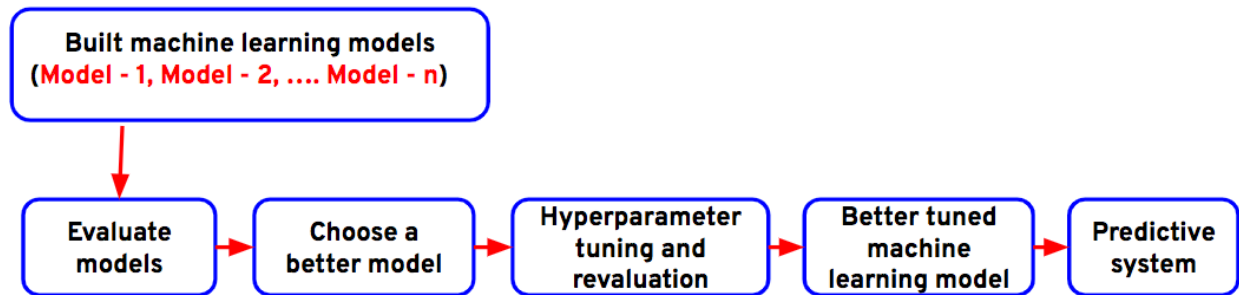 Built machine learning models
(Model - 1, Model - 2, .... Model - n)
Evaluate
models
Choose a
better model
Hyperparameter
tuning and
revaluation
Better tuned
machine
learning model
Predictive
system